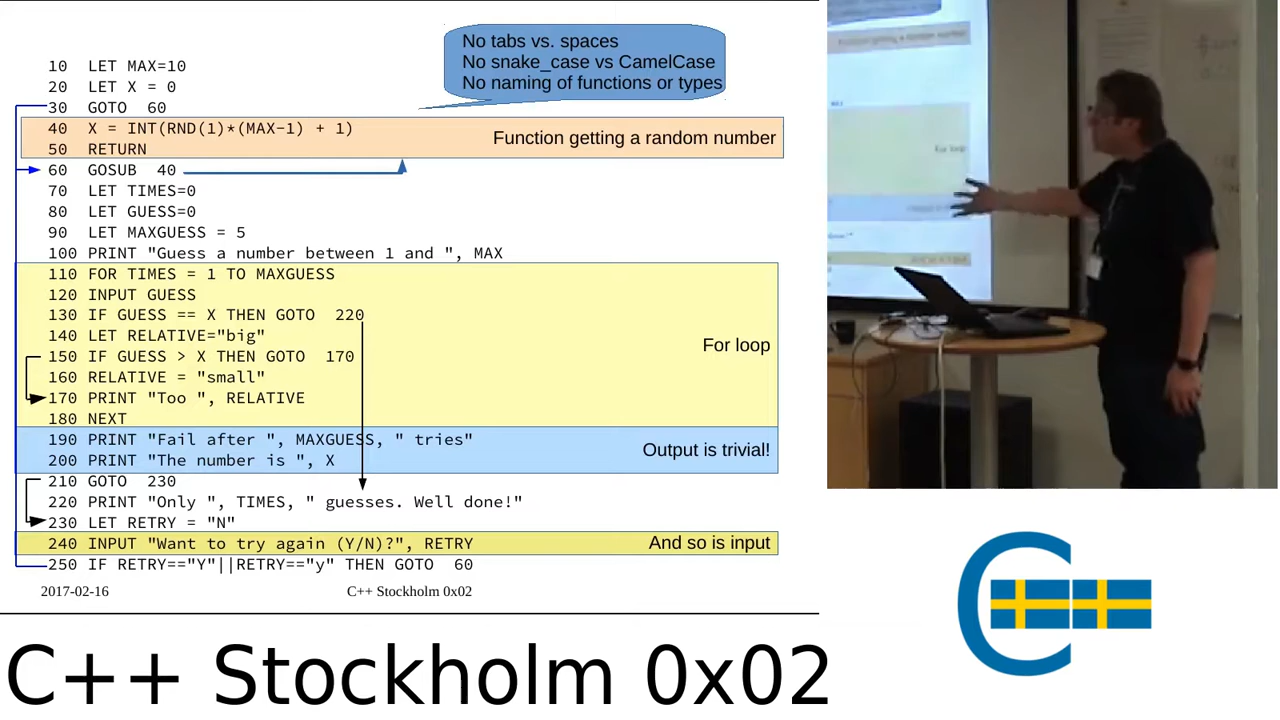 No tabs vs. spaces
No snake_case vs CamelCase
No naming of functions or types
10 LET MAX=10
20 LET X = 0
30 GOTO 60
40 X = INT(RND(1)*(MAX-1) + 1)
Function getting a random number
50 RETURN
60 GOSUB 40
70 LET TIMES=0
80 LET GUESS=0
90 LET MAXGUESS = 5
100 PRINT "Guess a number between 1 and ", MAX
110 FOR TIMES = 1 TO MAXGUESS
120 INPUT GUESS
130 IF GUESS == X THEN GOTO 220
140 LET RELATIVE="big"
For loop
150 IF GUESS > X THEN GOTO 170
160 RELATIVE = "small"
170 PRINT "Too ", RELATIVE
180 NEXT
190 PRINT "Fail after ", MAXGUESS, " tries"
Output is trivial!
200 PRINT "The number is ", X
210 GOTO 230
220 PRINT "Only ", TIMES, " guesses. Well done!"
230 LET RETRY = "N"
240 INPUT "Want to try again (Y/N)?", RETRY
And so is input
250 IF RETRY=="Y"||RETRY=="y" THEN GOTO 60
2017-02-16
C++ Stockholm 0x02
C++ Stockholm 0x02
Function getting a random number
For loop
C